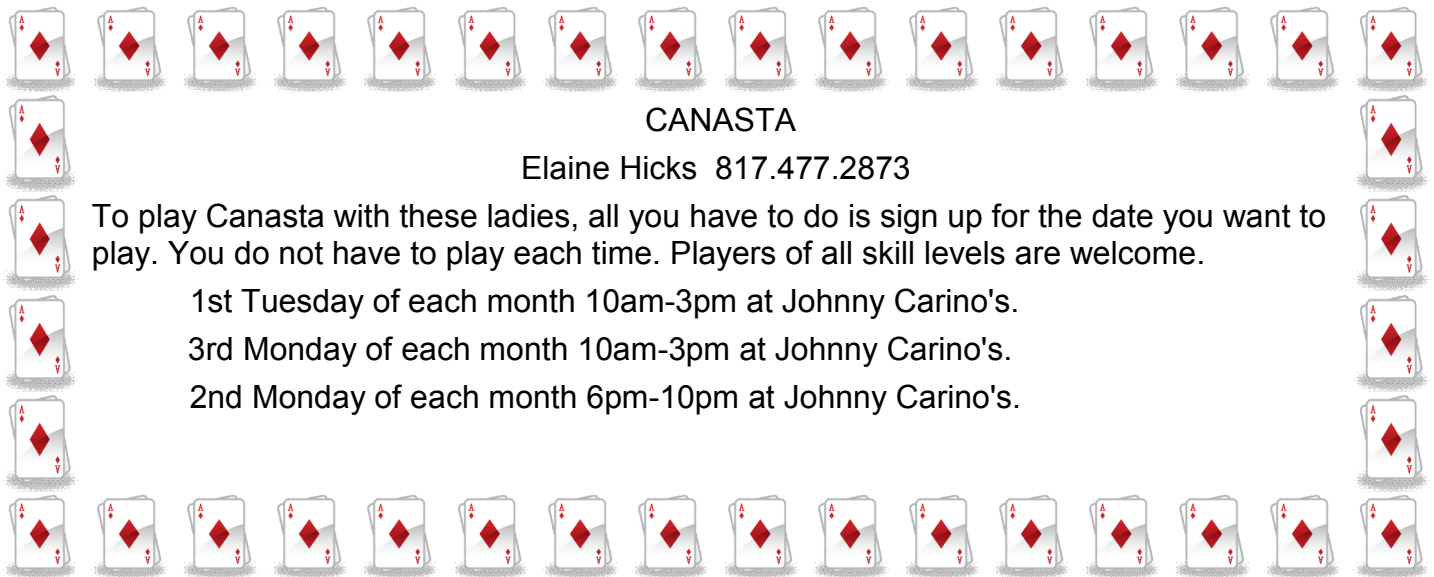 CANASTA
Elaine Hicks  817.477.2873
To play Canasta with these ladies, all you have to do is sign up for the date you want to
play. You do not have to play each time. Players of all skill levels are welcome.
1st Tuesday of each month 10am-3pm at Johnny Carino's.
3rd Monday of each month 10am-3pm at Johnny Carino's.
2nd Monday of each month 6pm-10pm at Johnny Carino's.